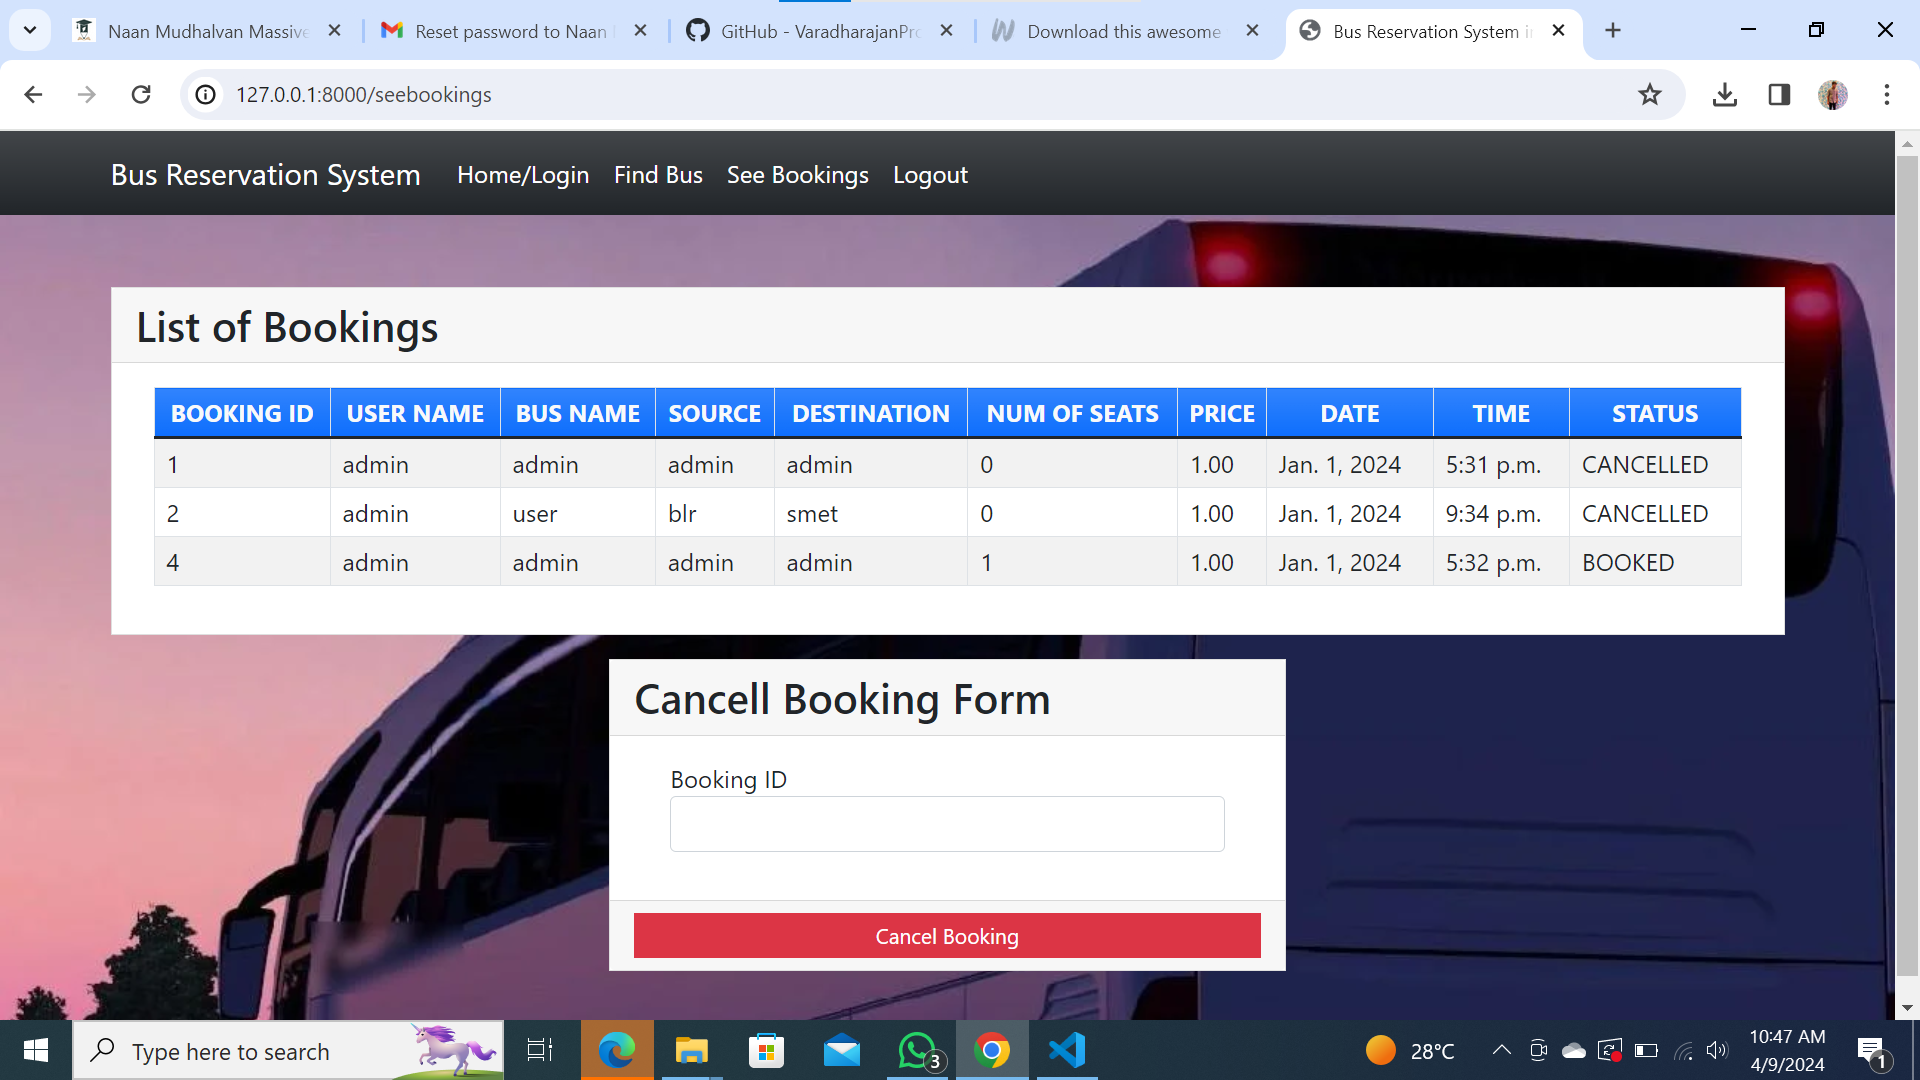 Naan Mudhalvan Massive
Reset password to Naan
GitHub - VaradharajanPro
Download this awesome
Bus Reservation System in
127.0.0.1:8000/seebookings
Bus Reservation System Home/Login Find Bus See Bookings Logout
List of Bookings
BOOKING ID USER NAME BUS NAME SOURCE DESTINATION NUM OF SEATS PRICE DATE TIME STATUS
1 admin admin admin admin 0 1.00 Jan. 1, 2024 5:31 p.m. CANCELLED
2 admin user blr smet 0 1.00 Jan. 1, 2024 9:34 p.m. CANCELLED
4 admin admin admin admin 1 1.00 Jan. 1, 2024 5:32 p.m. BOOKED
Cancell Booking Form
Booking ID
Cancel Booking
Type here to search
3
28°C
10:47 AM
4/9/2024
1